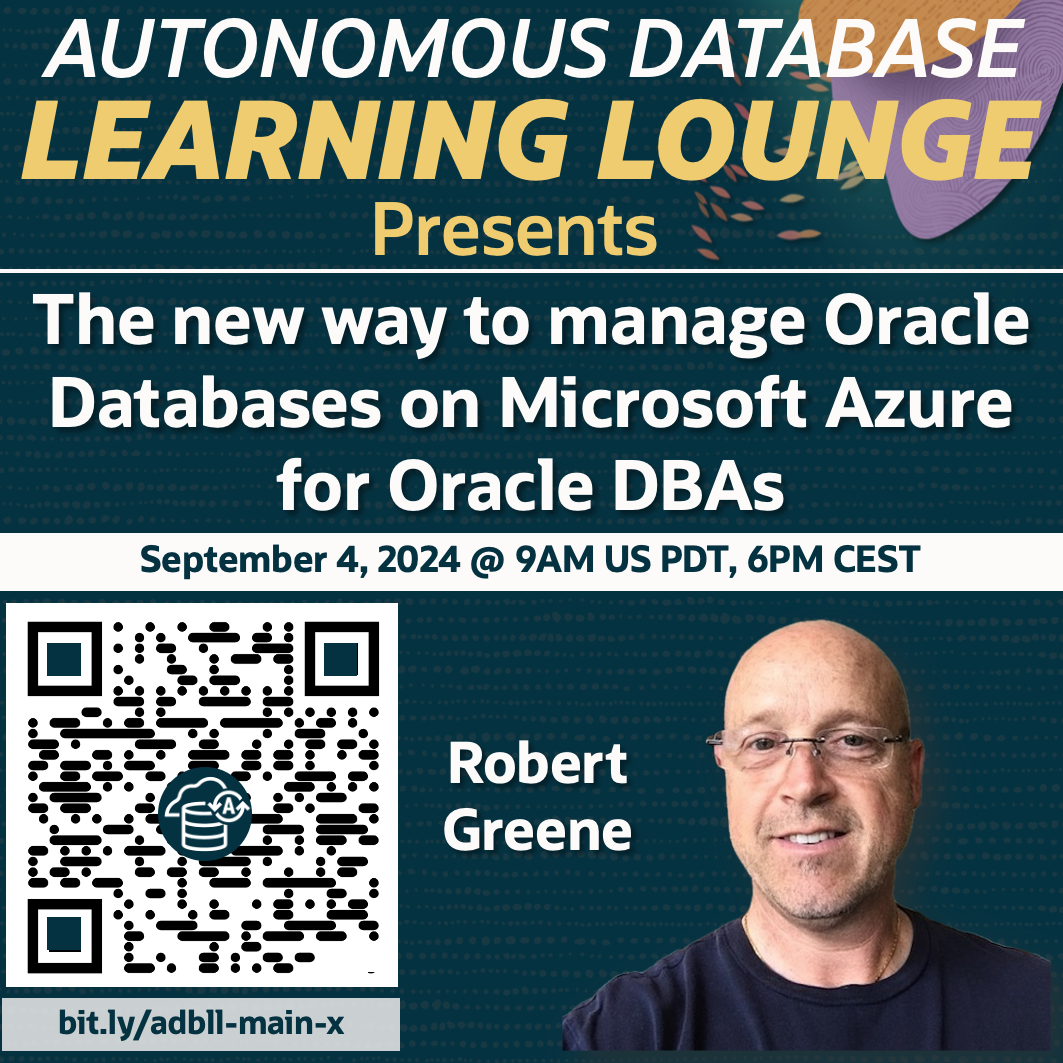 AUTONOMOUS DATABASE
LEARNING LOUNGE
Presents
The new way to manage Oracle
Databases on Microsoft Azure
for Oracle DBAs
September 4, 2024 @ 9AM US PDT, 6PM CEST
A
Robert
Greene
bit.ly/adbll-main-x